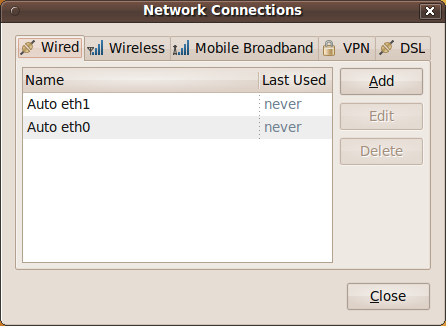 Network Connections
Wired Wireless Mobile Broadband VPN DSL
Name Last Used Add
Auto eth1 never
Auto eth0 never Edit
Delete
Close